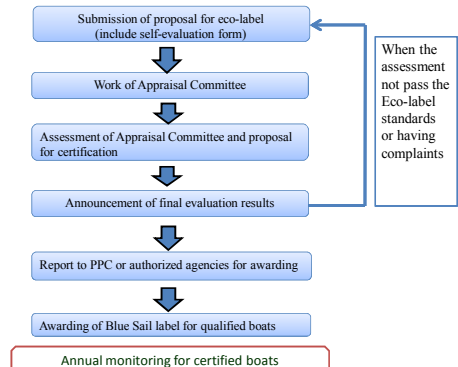 Submission of proposal for eco-label
(include self-evaluation form)
When the
assessment
not pass the
Eco-label
standards
or having
complaints
Work of Appraisal Committee
Assessment of Appraisal Committee and proposal
for certification
Announcement of final evaluation results
Report to PPC or authorized agencies for awarding
Awarding of Blue Sail label for qualified boats
Annual monitoring for certified boats